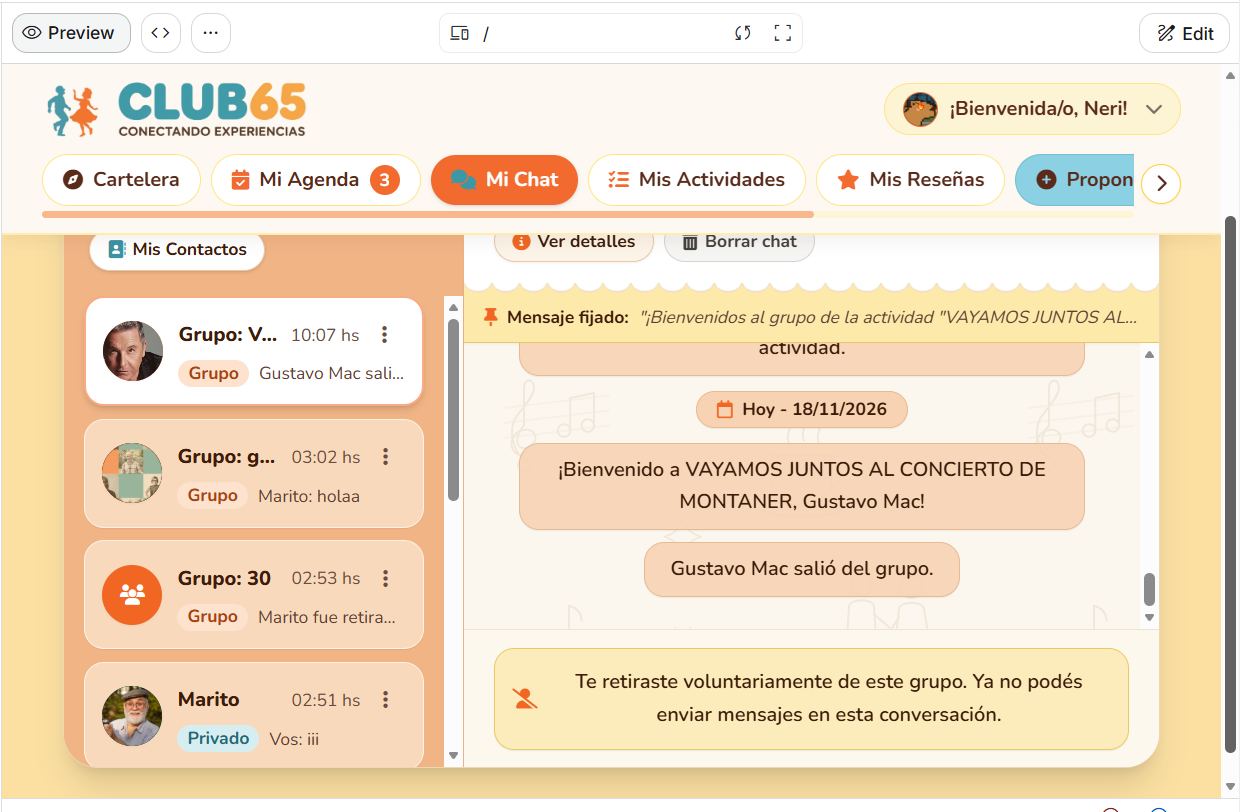 Preview
/
Edit
CLUB65
CONECTANDO EXPERIENCIAS
¡Bienvenida/o, Neri!
Cartelera
Mi Agenda 3
Mi Chat
Mis Actividades
Mis Reseñas
Propon
Mis Contactos
Grupo: V... 10:07 hs
Grupo Gustavo Mac sali...
Grupo: g... 03:02 hs
Grupo Marito: holaa
Grupo: 30 02:53 hs
Grupo Marito fue retira...
Marito 02:51 hs
Privado Vos: iii
Ver detalles
Borrar chat
Mensaje fijado: "¡Bienvenidos al grupo de la actividad "VAYAMOS JUNTOS AL...
actividad.
Hoy - 18/11/2026
¡Bienvenido a VAYAMOS JUNTOS AL CONCIERTO DE
MONTANER, Gustavo Mac!
Gustavo Mac salió del grupo.
Te retiraste voluntariamente de este grupo. Ya no podés
enviar mensajes en esta conversación.